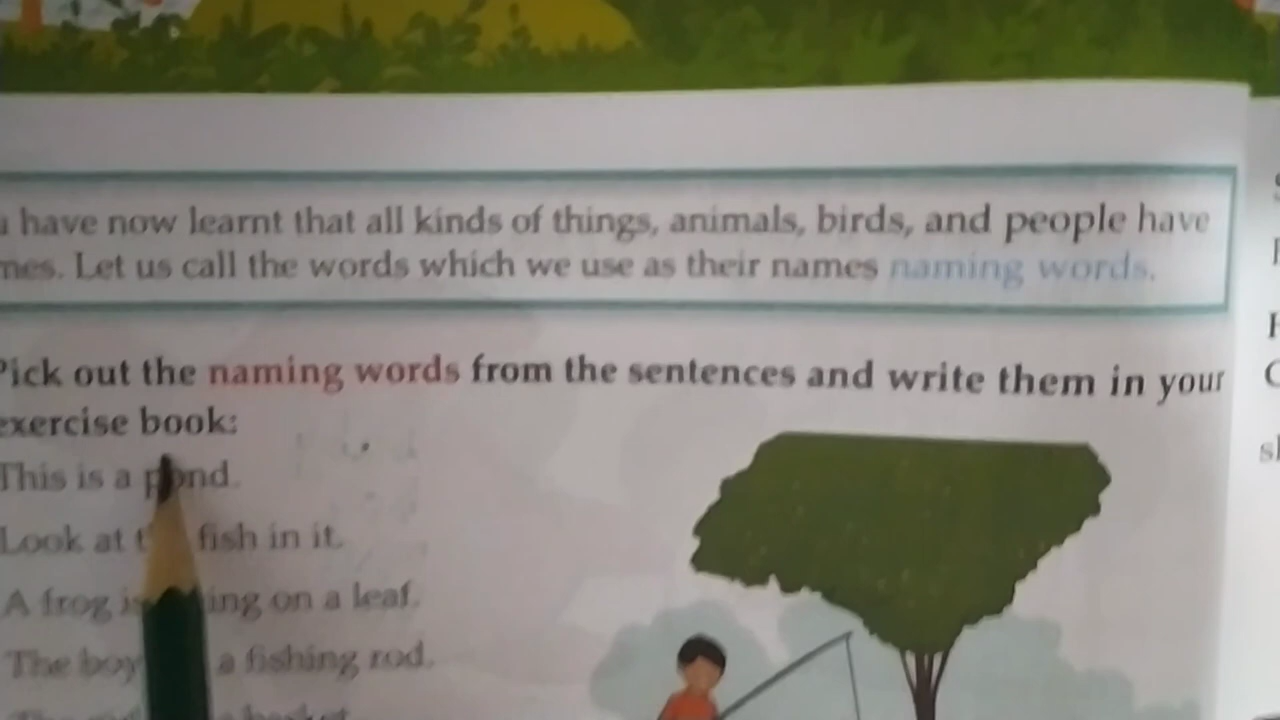 have now learnt that all kinds of things, animals, birds, and people have
mes. Let us call the words which we use as their names naming words.
Pick out the naming words from the sentences and write them in your
exercise book:
This is a pond.
Look at fish in it.
A frog on a leaf.
The boy a fishing rod.